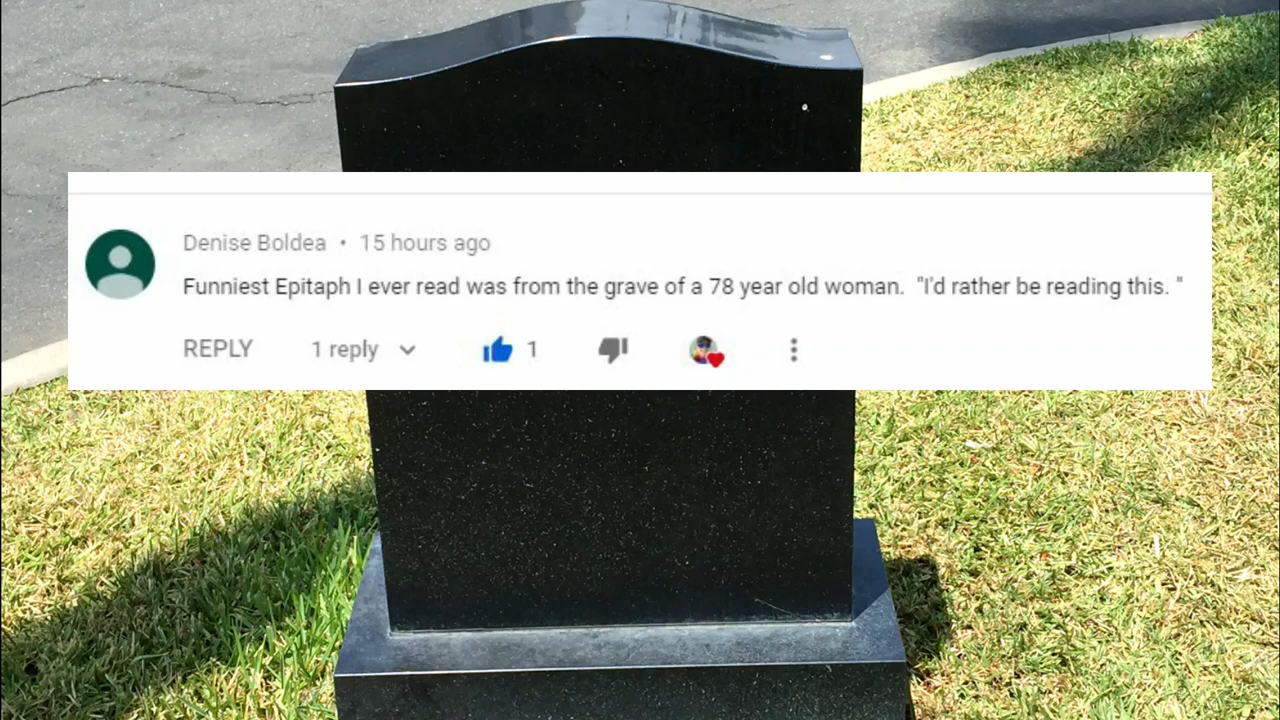 Denise Boldea • 15 hours ago
Funniest Epitaph I ever read was from the grave of a 78 year old woman.  "I'd rather be reading this. "
REPLY 1 reply 1